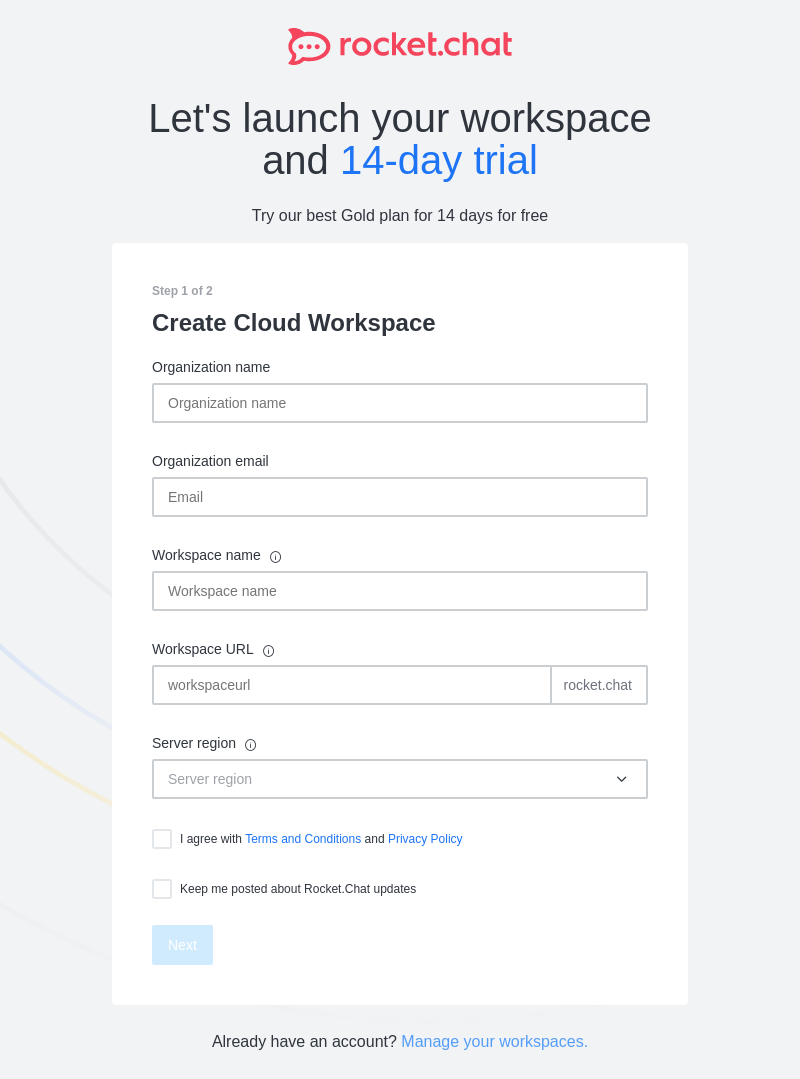 rocket.chat
Let's launch your workspace
and 14-day trial
Try our best Gold plan for 14 days for free
Step 1 of 2
Create Cloud Workspace
Organization name
Organization name
Organization email
Email
Workspace name
Workspace name
Workspace URL
workspaceurl rocket.chat
Server region
Server region
I agree with Terms and Conditions and Privacy Policy
Keep me posted about Rocket.Chat updates
Next
Already have an account? Manage your workspaces.